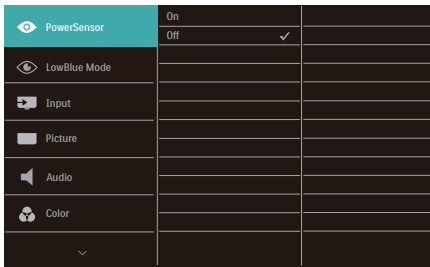 PowerSensor
On
Off
LowBlue Mode
Input
Picture
Audio
Color